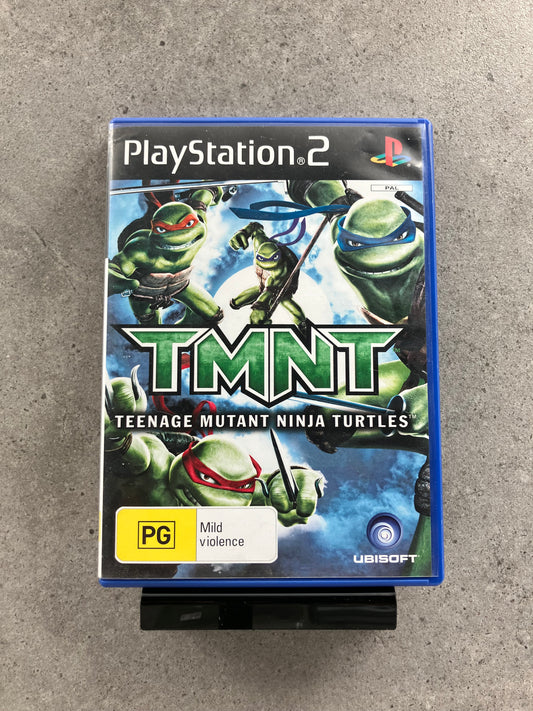 PlayStation®2
PAL
TMNT
TEENAGE MUTANT NINJA TURTLES™
PG
Mild
violence
UBISOFT